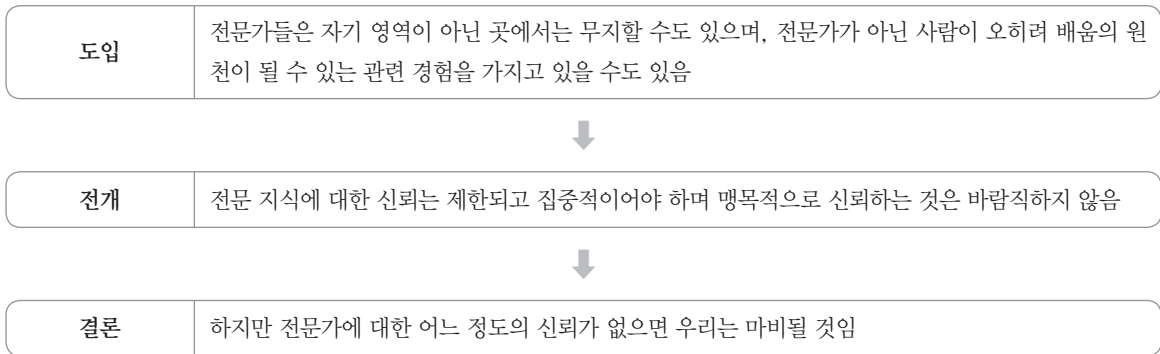 도입
전문가들은 자기 영역이 아닌 곳에서는 무지할 수도 있으며, 전문가가 아닌 사람이 오히려 배움의 원
천이 될 수 있는 관련 경험을 가지고 있을 수도 있음
전개
전문 지식에 대한 신뢰는 제한되고 집중적이어야 하며 맹목적으로 신뢰하는 것은 바람직하지 않음
결론
하지만 전문가에 대한 어느 정도의 신뢰가 없으면 우리는 마비될 것임